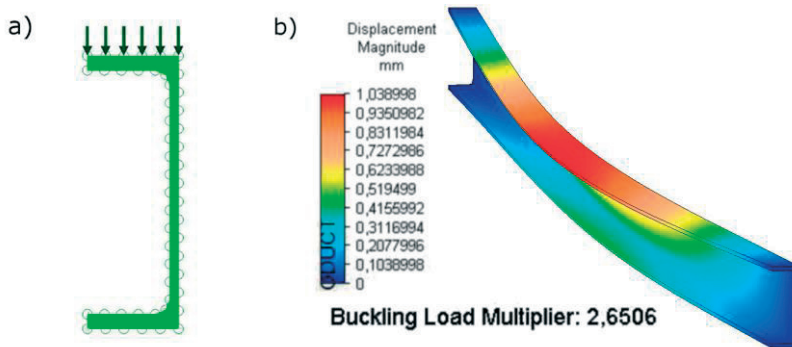 a)
b)
Displacement
Magnitude
mm
1,038998
0,9350982
0,8311984
0,7272986
0,6233988
0,519499
0,4155992
0,3116994
0,2077996
0,1038998
0
Buckling Load Multiplier: 2,6506